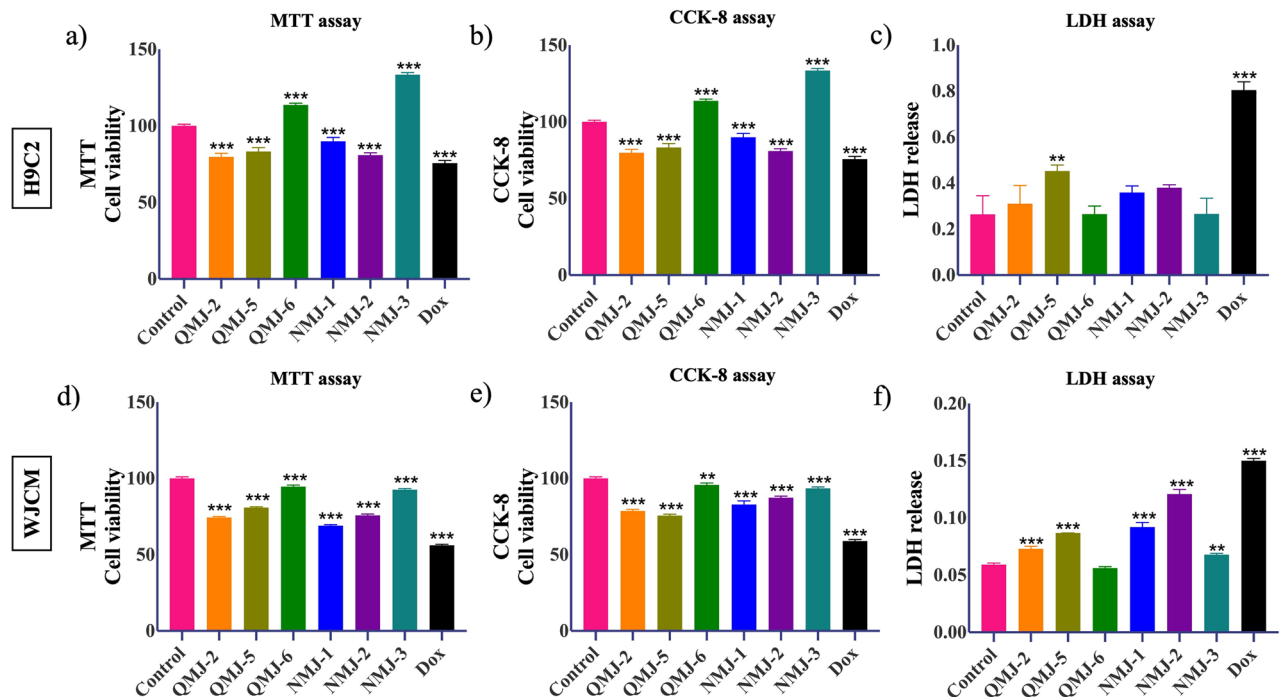 MTT assay
CCK-8 assay
LDH assay
a)
b)
c)
H9C2
MTT
Cell viability
150
100
50
0
***
***
***
***
***
***
***
Control
QMJ-2
QMJ-5
QMJ-6
NMJ-1
NMJ-2
NMJ-3
Dox
CCK-8
Cell viability
150
100
50
0
***
***
***
***
***
***
***
Control
QMJ-2
QMJ-5
QMJ-6
NMJ-1
NMJ-2
NMJ-3
Dox
LDH release
1.0
0.8
0.6
0.4
0.2
0.0
**
***
Control
QMJ-2
QMJ-5
QMJ-6
NMJ-1
NMJ-2
NMJ-3
Dox
MTT assay
CCK-8 assay
LDH assay
d)
e)
f)
WJCM
MTT
Cell viability
150
100
50
0
***
***
***
***
***
***
***
Control
QMJ-2
QMJ-5
QMJ-6
NMJ-1
NMJ-2
NMJ-3
Dox
CCK-8
Cell viability
150
100
50
0
***
***
**
***
***
***
***
Control
QMJ-2
QMJ-5
QMJ-6
NMJ-1
NMJ-2
NMJ-3
Dox
LDH release
0.20
0.15
0.10
0.05
0.00
***
***
***
***
**
***
Control
QMJ-2
QMJ-5
QMJ-6
NMJ-1
NMJ-2
NMJ-3
Dox